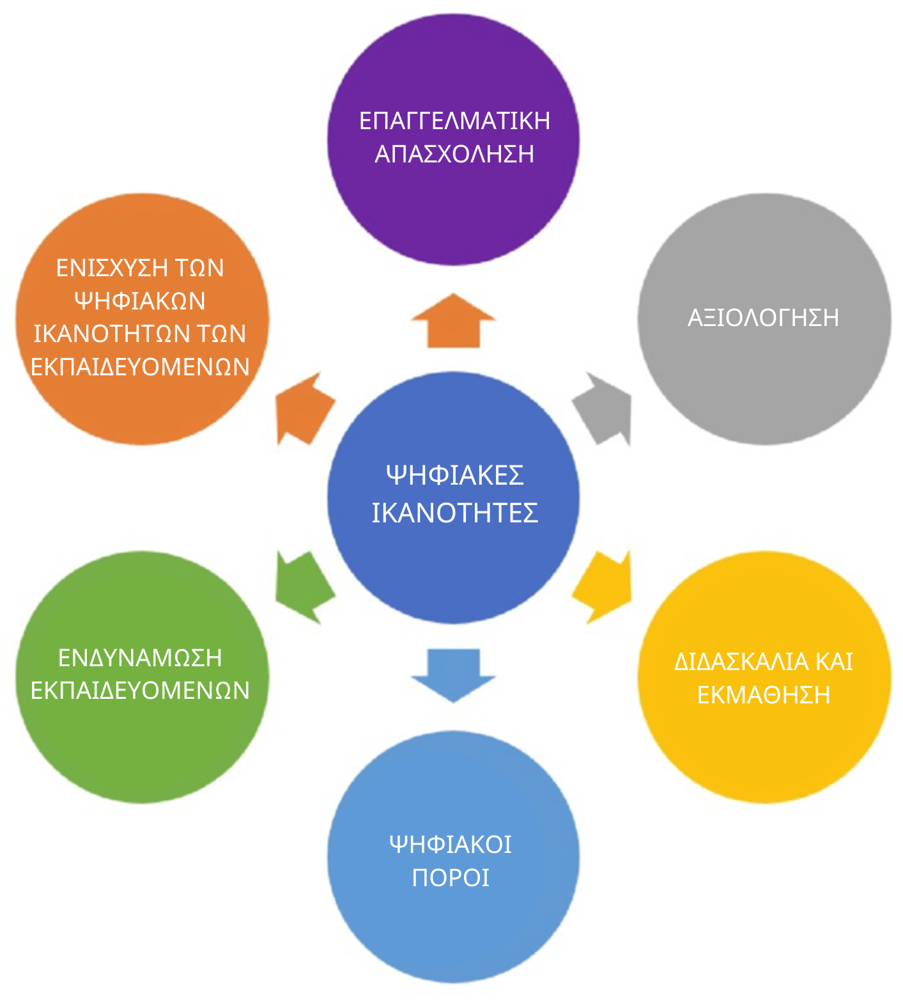 ΕΠΑΓΓΕΛΜΑΤΙΚΗ
ΑΠΑΣΧΟΛΗΣΗ
ΕΝΙΣΧΥΣΗ ΤΩΝ
ΨΗΦΙΑΚΩΝ
ΙΚΑΝΟΤΗΤΩΝ ΤΩΝ
ΕΚΠΑΙΔΕΥΟΜΕΝΩΝ
ΑΞΙΟΛΟΓΗΣΗ
ΨΗΦΙΑΚΕΣ
ΙΚΑΝΟΤΗΤΕΣ
ΕΝΔΥΝΑΜΩΣΗ
ΕΚΠΑΙΔΕΥΟΜΕΝΩΝ
ΔΙΔΑΣΚΑΛΙΑ ΚΑΙ
ΕΚΜΑΘΗΣΗ
ΨΗΦΙΑΚΟΙ
ΠΟΡΟΙ